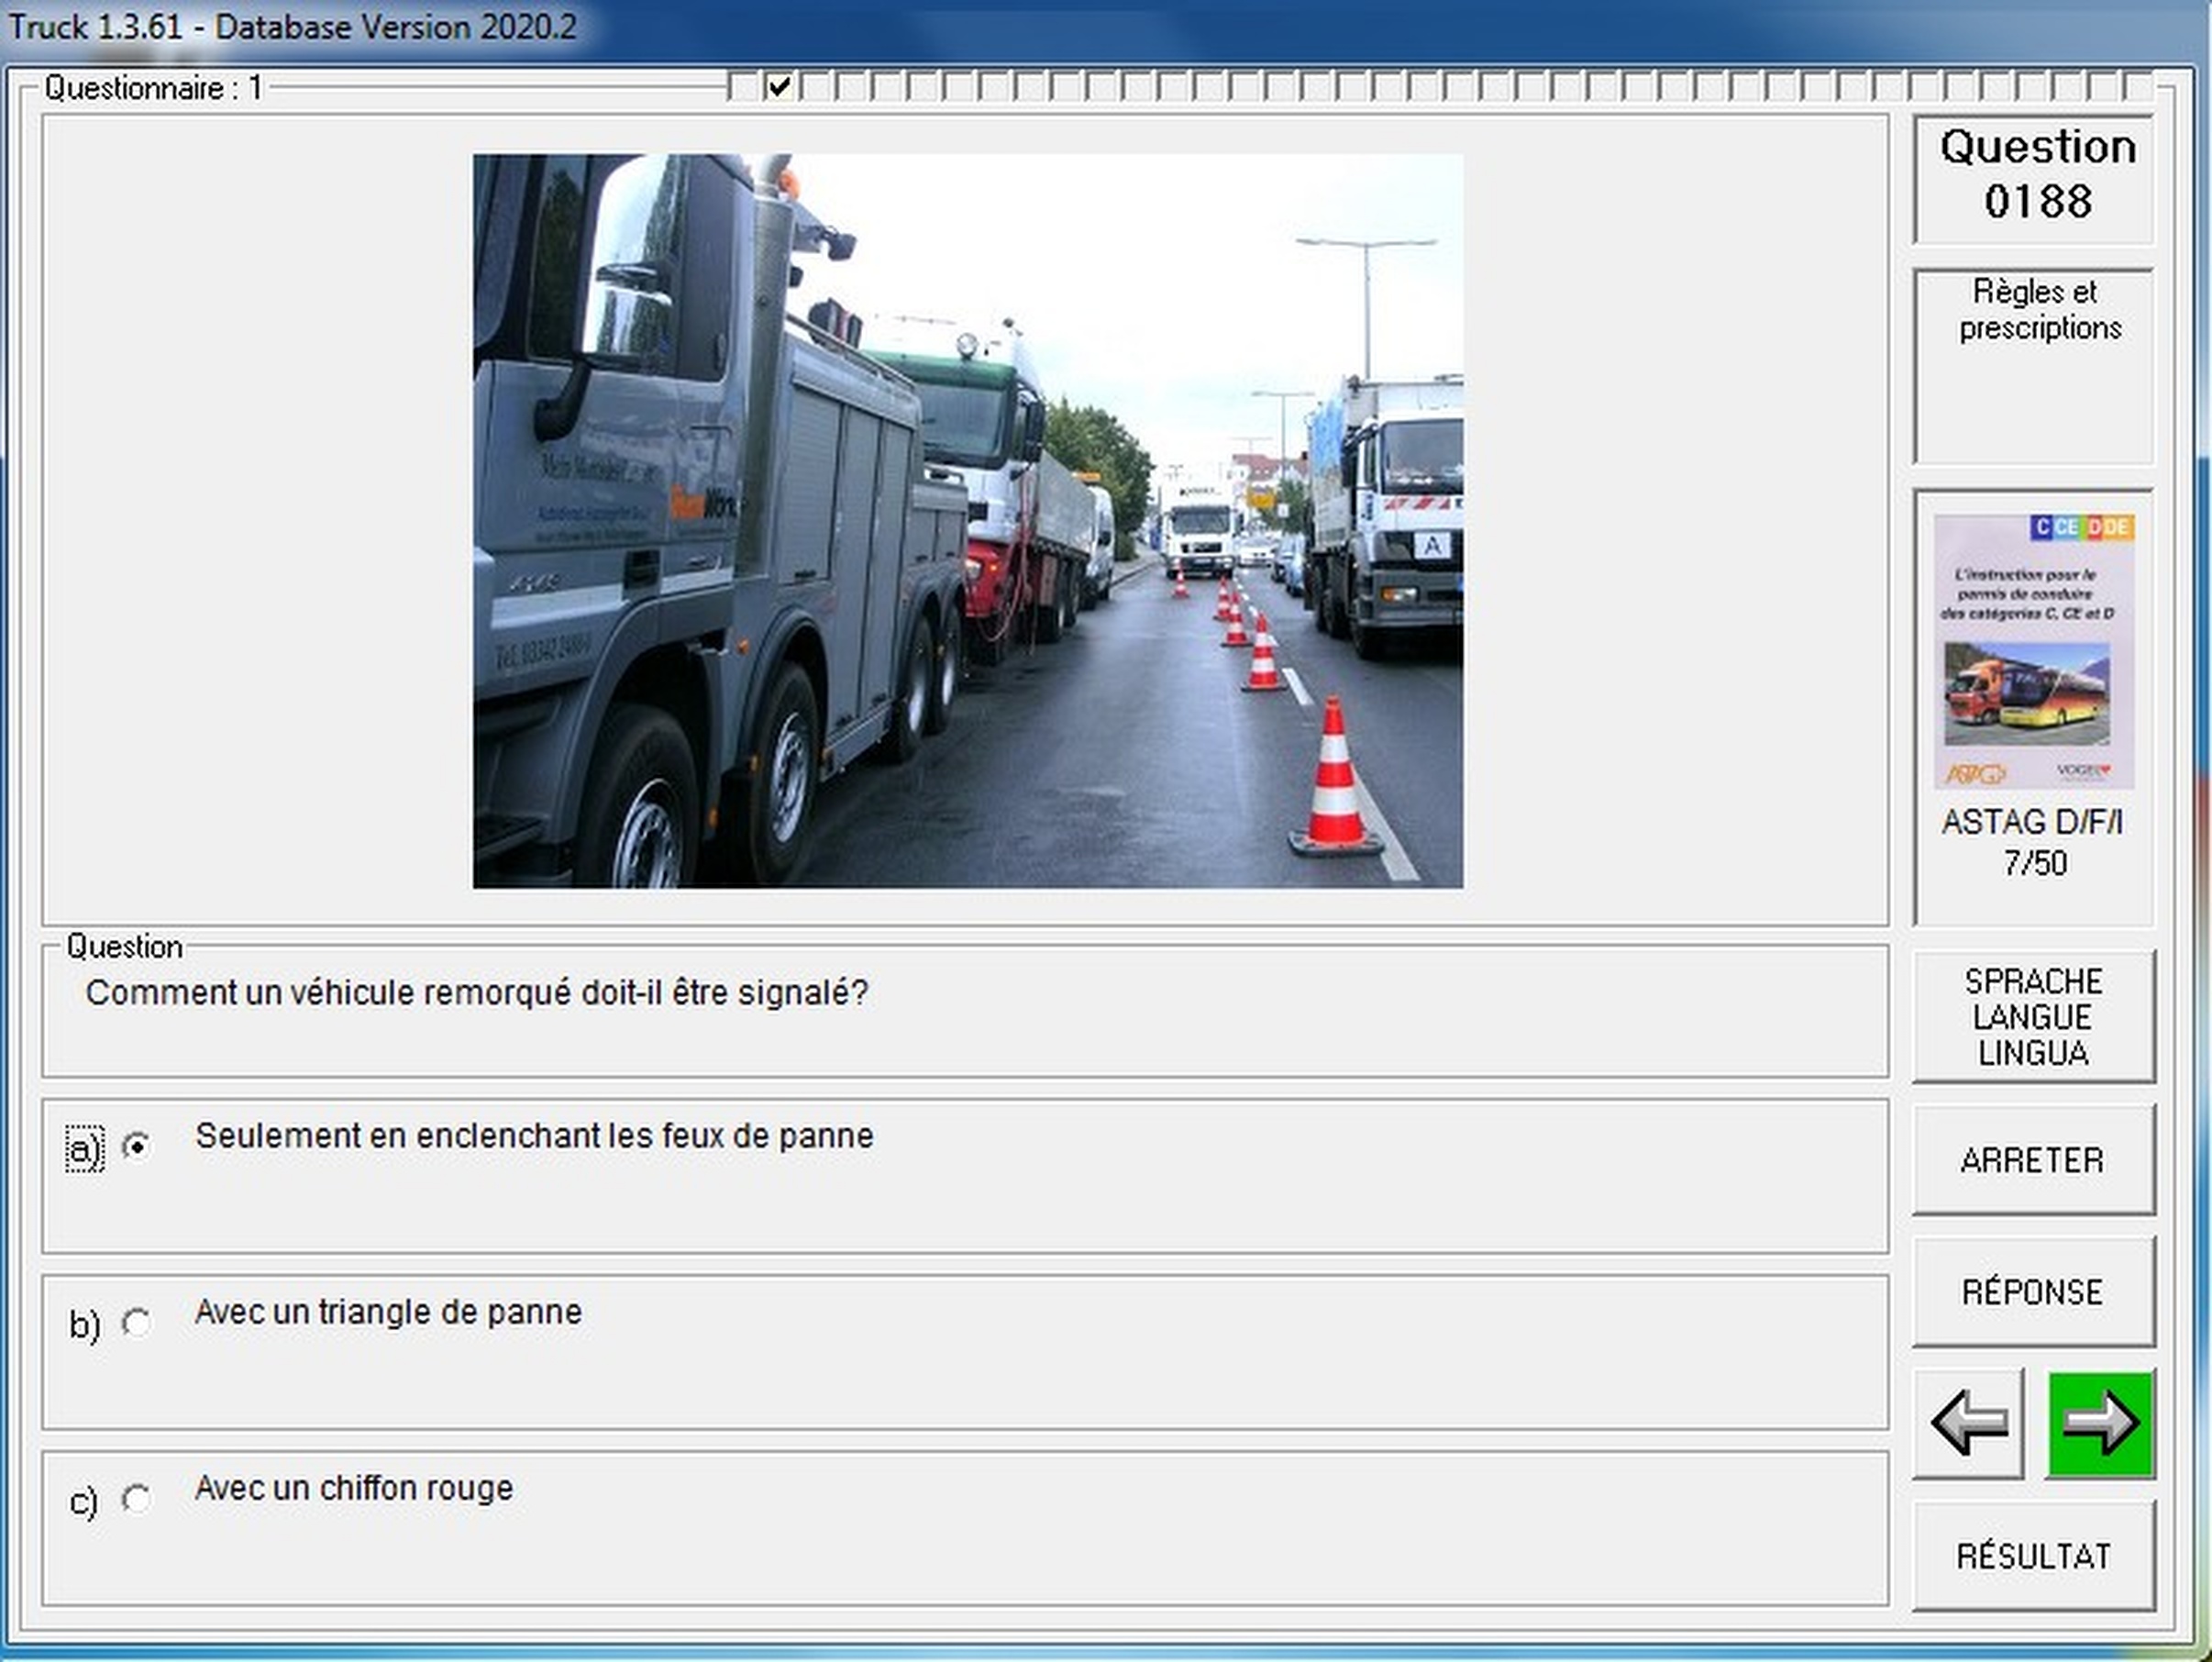 Truck 1.3.61 - Database Version 2020.2
Questionnaire : 1
Question
0188
Règles et
prescriptions
C CE D DE
L'instruction pour le
permis de conduire
des catégories C, CE et D
ASTAG
VOGEL
ASTAG D/F/I
7/50
A
Question
Comment un véhicule remorqué doit-il être signalé?
a) Seulement en enclenchant les feux de panne
b) Avec un triangle de panne
c) Avec un chiffon rouge
SPRACHE
LANGUE
LINGUA
ARRETER
RÉPONSE
RÉSULTAT